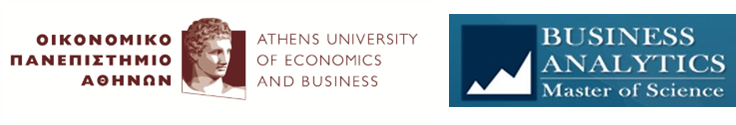 ΟΙΚΟΝΟΜΙΚΟ
ΠΑΝΕΠΙΣΤΗΜΙΟ
ΑΘΗΝΩΝ
ATHENS UNIVERSITY
OF ECONOMICS
AND BUSINESS
BUSINESS
ANALYTICS
Master of Science